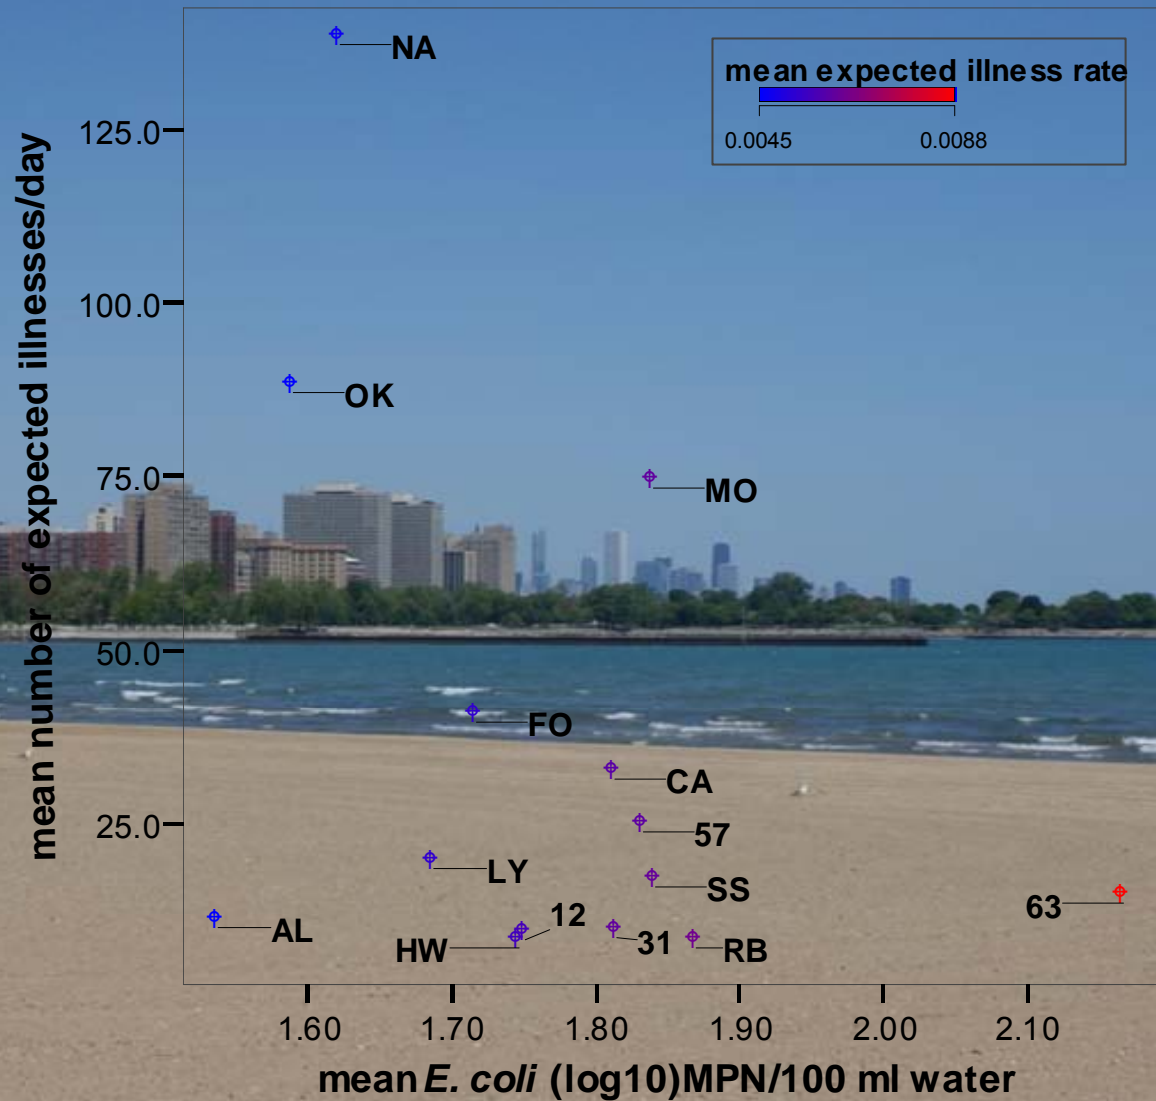 NA
mean expected illness rate
0.0045 0.0088
125.0
100.0
OK
75.0
MO
50.0
FO
CA
25.0
57
LY
SS
12
63
AL
HW
31
RB
1.60 1.70 1.80 1.90 2.00 2.10
mean E. coli (log10)MPN/100 ml water
mean number of expected illnesses/day